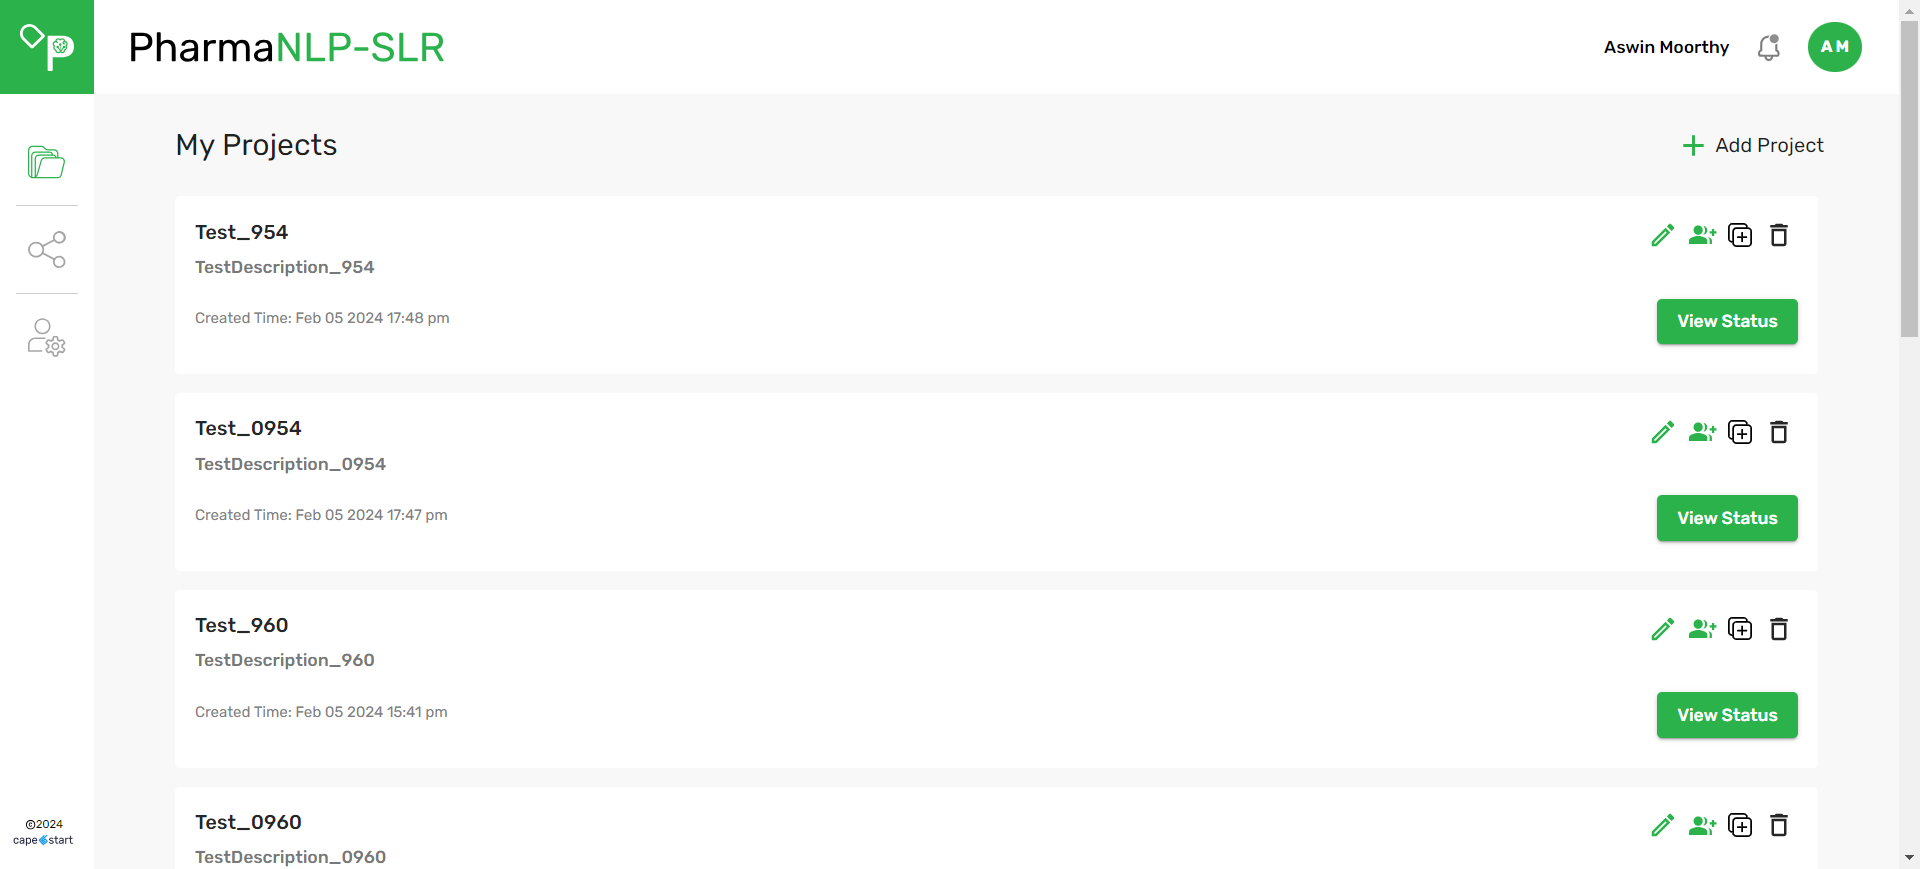 PharmaNLP-SLR
Aswin Moorthy
AM
My Projects
Add Project
Test_954
TestDescription_954
Created Time: Feb 05 2024 17:48 pm
View Status
Test_0954
TestDescription_0954
Created Time: Feb 05 2024 17:47 pm
View Status
Test_960
TestDescription_960
Created Time: Feb 05 2024 15:41 pm
View Status
Test_0960
TestDescription_0960
©2024
capestart